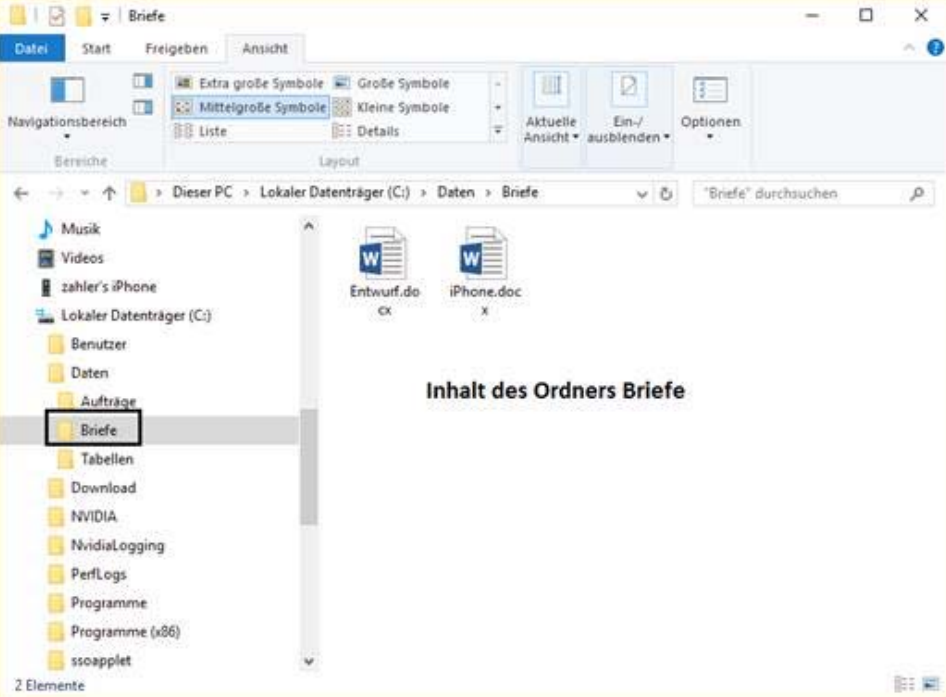 Briefe
Datei Start Freigeben Ansicht
Extra große Symbole Große Symbole
Mittelgroße Symbole Kleine Symbole
Liste Details
Navigationsbereich
Aktuelle Ansicht
Ein-/ausblenden
Optionen
Bereiche Layout
Dieser PC > Lokaler Datenträger (C:) > Daten > Briefe
"Briefe" durchsuchen
Musik
Videos
zahler's iPhone
Lokaler Datenträger (C:)
Benutzer
Daten
Aufträge
Briefe
Tabellen
Download
NVIDIA
NvidiaLogging
PerfLogs
Programme
Programme (x86)
ssoapplet
W W
Entwurf.do
cx
iPhone.doc
x
Inhalt des Ordners Briefe
2 Elemente